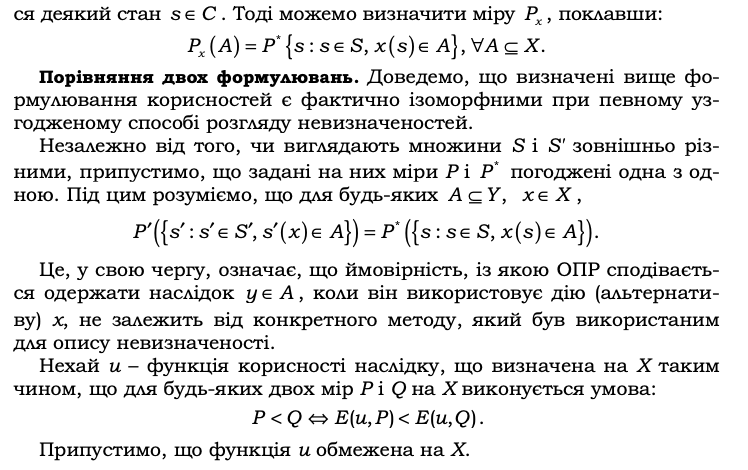 ся деякий стан s ∈ C . Тоді можемо визначити міру Pₓ , поклавши:
Pₓ(A) = P* {s : s ∈ S, x(s) ∈ A}, ∀A ⊆ X.
Порівняння двох формулювань. Доведемо, що визначені вище фо-
рмулювання корисностей є фактично ізоморфними при певному уз-
годженому способі розгляду невизначеностей.
Незалежно від того, чи виглядають множини S і S' зовнішньо різ-
ними, припустимо, що задані на них міри P і P* погоджені одна з од-
ною. Під цим розуміємо, що для будь-яких A ⊆ Y, x ∈ X ,
P′({s′ : s′ ∈ S′, s′(x) ∈ A}) = P* ({s : s ∈ S, x(s) ∈ A}).
Це, у свою чергу, означає, що ймовірність, із якою ОПР сподіваєть-
ся одержати наслідок y ∈ A , коли він використовує дію (альтернати-
ву) x, не залежить від конкретного методу, який був використаним
для опису невизначеності.
Нехай u – функція корисності наслідку, що визначена на X таким
чином, що для будь-яких двох мір P і Q на X виконується умова:
P < Q ⇔ E(u, P) < E(u, Q) .
Припустимо, що функція u обмежена на X.